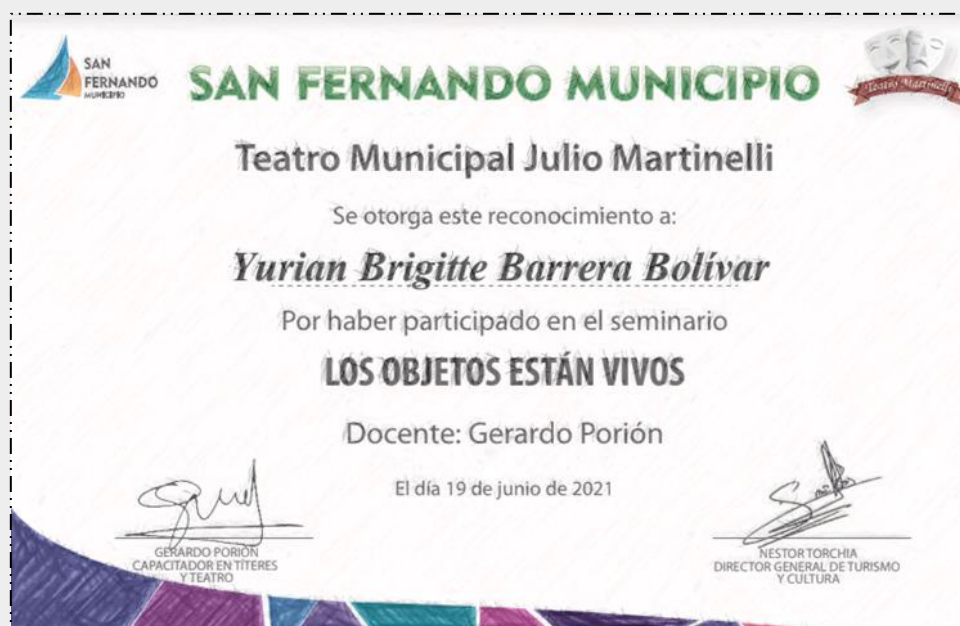 SAN
FERNANDO
MUNICIPIO
SAN FERNANDO MUNICIPIO
Teatro Martinelli
Teatro Municipal Julio Martinelli
Se otorga este reconocimiento a:
Yurian Brigitte Barrera Bolívar
Por haber participado en el seminario
LOS OBJETOS ESTÁN VIVOS
Docente: Gerardo Porión
El día 19 de junio de 2021
GERARDO PORION
CAPACITADOR EN TÍTERES
Y TEATRO
NESTOR TORCHIA
DIRECTOR GENERAL DE TURISMO
Y CULTURA